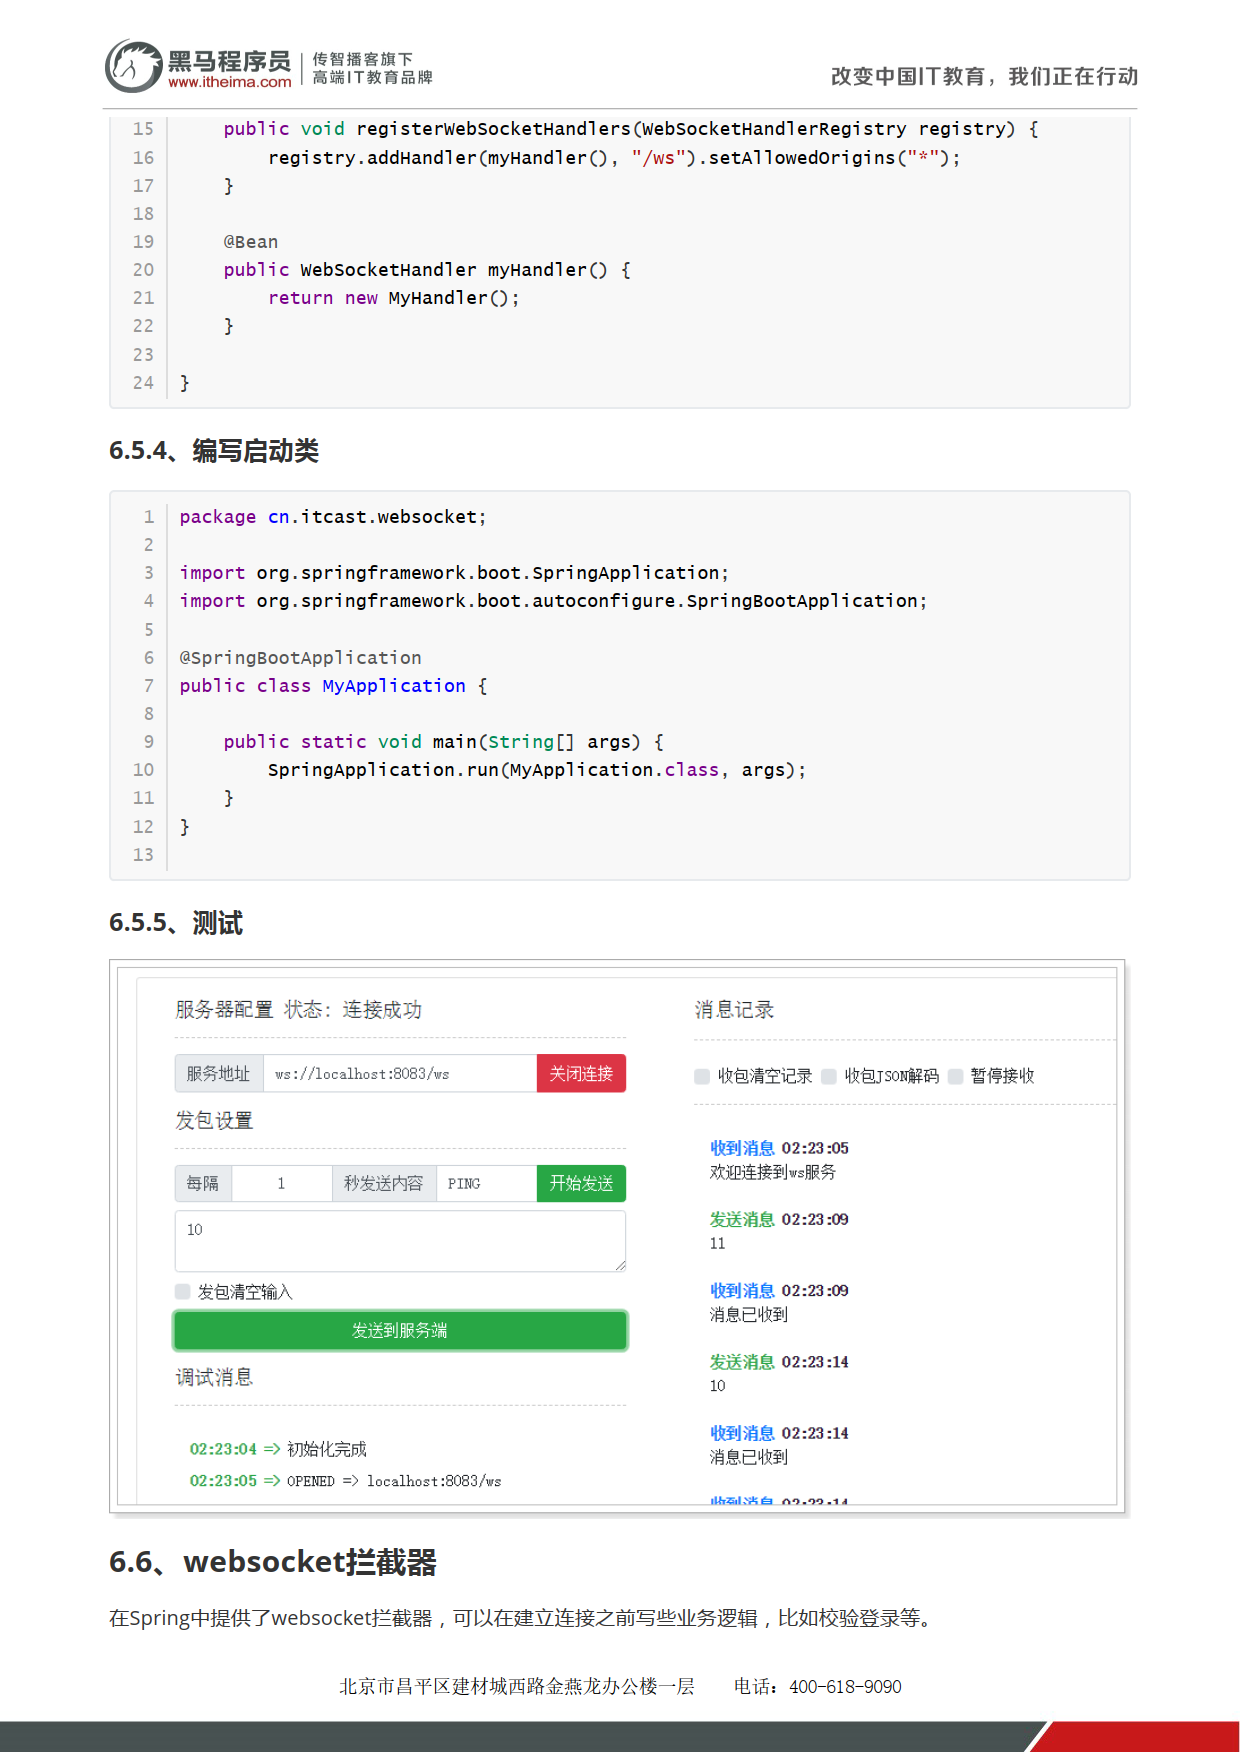 黑马程序员
www.itheima.com
传智播客旗下
高端IT教育品牌
改变中国IT教育，我们正在行动
15     public void registerWebSocketHandlers(WebSocketHandlerRegistry registry) {
16         registry.addHandler(myHandler(), "/ws").setAllowedOrigins("*");
17     }
18
19     @Bean
20     public WebSocketHandler myHandler() {
21         return new MyHandler();
22     }
23
24 }
6.5.4、编写启动类
1 package cn.itcast.websocket;
2
3 import org.springframework.boot.SpringApplication;
4 import org.springframework.boot.autoconfigure.SpringBootApplication;
5
6 @SpringBootApplication
7 public class MyApplication {
8
9     public static void main(String[] args) {
10         SpringApplication.run(MyApplication.class, args);
11     }
12 }
13
6.5.5、测试
服务器配置 状态：连接成功
服务地址 ws://localhost:8083/ws 关闭连接
发包设置
每隔 1 秒发送内容 PING 开始发送
10
发包清空输入
发送到服务端
调试消息
02:23:04 => 初始化完成
02:23:05 => OPENED => localhost:8083/ws
消息记录
收包清空记录 收包JSON解码 暂停接收
收到消息 02:23:05
欢迎连接到ws服务
发送消息 02:23:09
11
收到消息 02:23:09
消息已收到
发送消息 02:23:14
10
收到消息 02:23:14
消息已收到
收到消息 02:23:14
6.6、websocket拦截器
在Spring中提供了websocket拦截器，可以在建立连接之前写些业务逻辑，比如校验登录等。
北京市昌平区建材城西路金燕龙办公楼一层 电话：400-618-9090